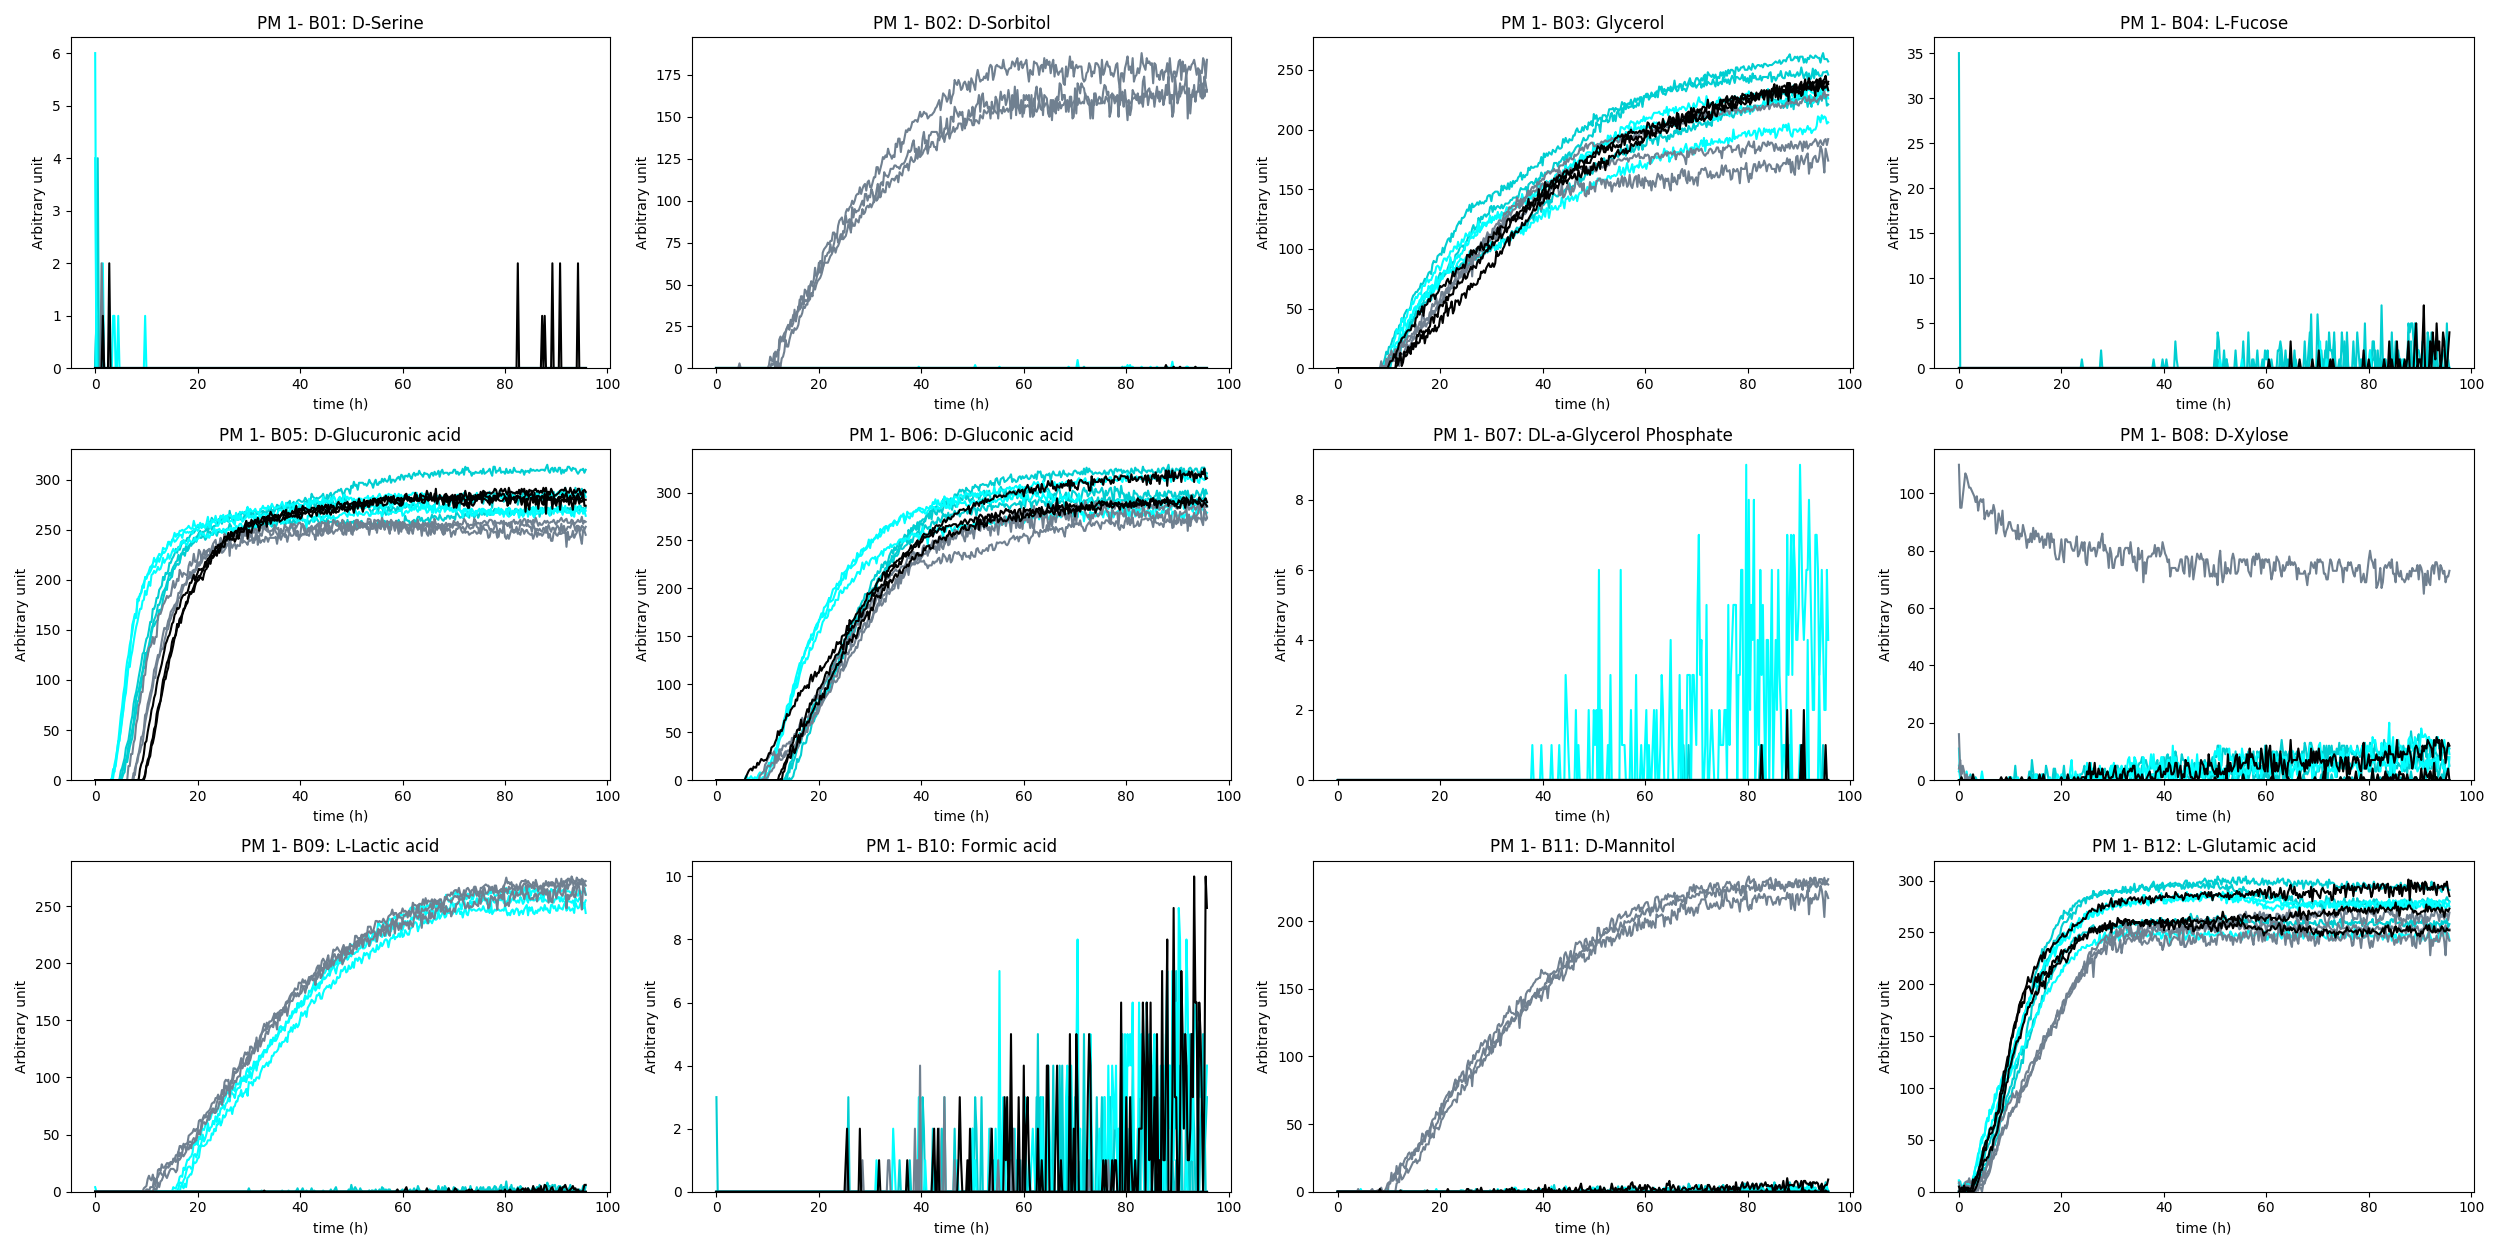 PM 1- B01: D-Serine
PM 1- B02: D-Sorbitol
PM 1- B03: Glycerol
PM 1- B04: L-Fucose
Arbitrary unit
6
5
4
3
2
1
0
0 20 40 60 80 100
time (h)
Arbitrary unit
175
150
125
100
75
50
25
0
0 20 40 60 80 100
time (h)
Arbitrary unit
250
200
150
100
50
0
0 20 40 60 80 100
time (h)
Arbitrary unit
35
30
25
20
15
10
5
0
0 20 40 60 80 100
time (h)
PM 1- B05: D-Glucuronic acid
PM 1- B06: D-Gluconic acid
PM 1- B07: DL-a-Glycerol Phosphate
PM 1- B08: D-Xylose
Arbitrary unit
300
250
200
150
100
50
0
0 20 40 60 80 100
time (h)
Arbitrary unit
300
250
200
150
100
50
0
0 20 40 60 80 100
time (h)
Arbitrary unit
8
6
4
2
0
0 20 40 60 80 100
time (h)
Arbitrary unit
100
80
60
40
20
0
0 20 40 60 80 100
time (h)
PM 1- B09: L-Lactic acid
PM 1- B10: Formic acid
PM 1- B11: D-Mannitol
PM 1- B12: L-Glutamic acid
Arbitrary unit
250
200
150
100
50
0
0 20 40 60 80 100
time (h)
Arbitrary unit
10
8
6
4
2
0
0 20 40 60 80 100
time (h)
Arbitrary unit
200
150
100
50
0
0 20 40 60 80 100
time (h)
Arbitrary unit
300
250
200
150
100
50
0
0 20 40 60 80 100
time (h)